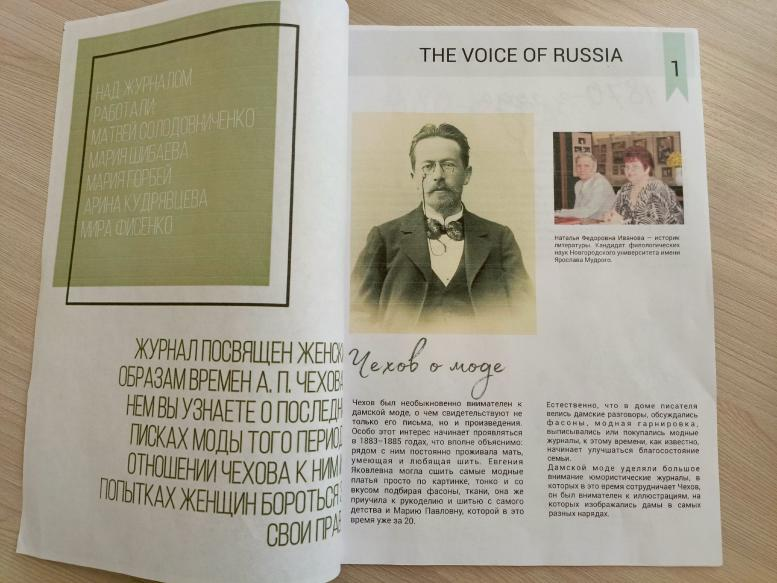 НАД ЖУРНАЛОМ
РАБОТАЛИ:
МАТВЕЙ СОЛОДОВНИЧЕНКО
МАРИЯ ШИБАЕВА
МАРИЯ ГОРБЕЙ
АРИНА КУДРЯВЦЕВА
МИРА ФИСЕНКО
ЖУРНАЛ ПОСВЯЩЕН ЖЕНСК
ОБРАЗАМ ВРЕМЕН А. П. ЧЕХОВА
НЕМ ВЫ УЗНАЕТЕ О ПОСЛЕДН
ПИСКАХ МОДЫ ТОГО ПЕРИОД
ОТНОШЕНИИ ЧЕХОВА К НИМ И
ПОПЫТКАХ ЖЕНЩИН БОРОТЬСЯ
СВОИ ПРАВ
THE VOICE OF RUSSIA
1
Наталья Федоровна Иванова — историк
литературы. Кандидат филологических
наук Новгородского университета имени
Ярослава Мудрого.
Чехов о моде
Чехов был необыкновенно внимателен к
дамской моде, о чем свидетельствуют не
только его письма, но и произведения.
Особо этот интерес начинает проявляться
в 1883–1885 годах, что вполне объяснимо:
рядом с ним постоянно проживала мать,
умеющая и любящая шить. Евгения
Яковлевна могла сшить самые модные
платья просто по картинке, тонко и со
вкусом подбирая фасоны, ткани, она же
приучила к рукоделию и шитью с самого
детства и Марию Павловну, которой в это
время уже за 20.
Естественно, что в доме писателя
велись дамские разговоры, обсуждались
фасоны, модная гарнировка,
выписывались или покупались модные
журналы, к этому времени, как известно,
начинает улучшаться благосостояние
семьи.
Дамской моде уделяли большое
внимание юмористические журналы, в
которых в это время сотрудничает Чехов,
он был внимателен к иллюстрациям, на
которых изображались дамы в самых
разных нарядах.